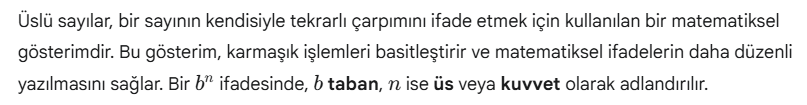 Üslü sayılar, bir sayının kendisiyle tekrarlı çarpımını ifade etmek için kullanılan bir matematiksel
gösterimdir. Bu gösterim, karmaşık işlemleri basitleştirir ve matematiksel ifadelerin daha düzenli
yazılmasını sağlar. Bir bⁿ ifadesinde, b taban, n ise üs veya kuvvet olarak adlandırılır.